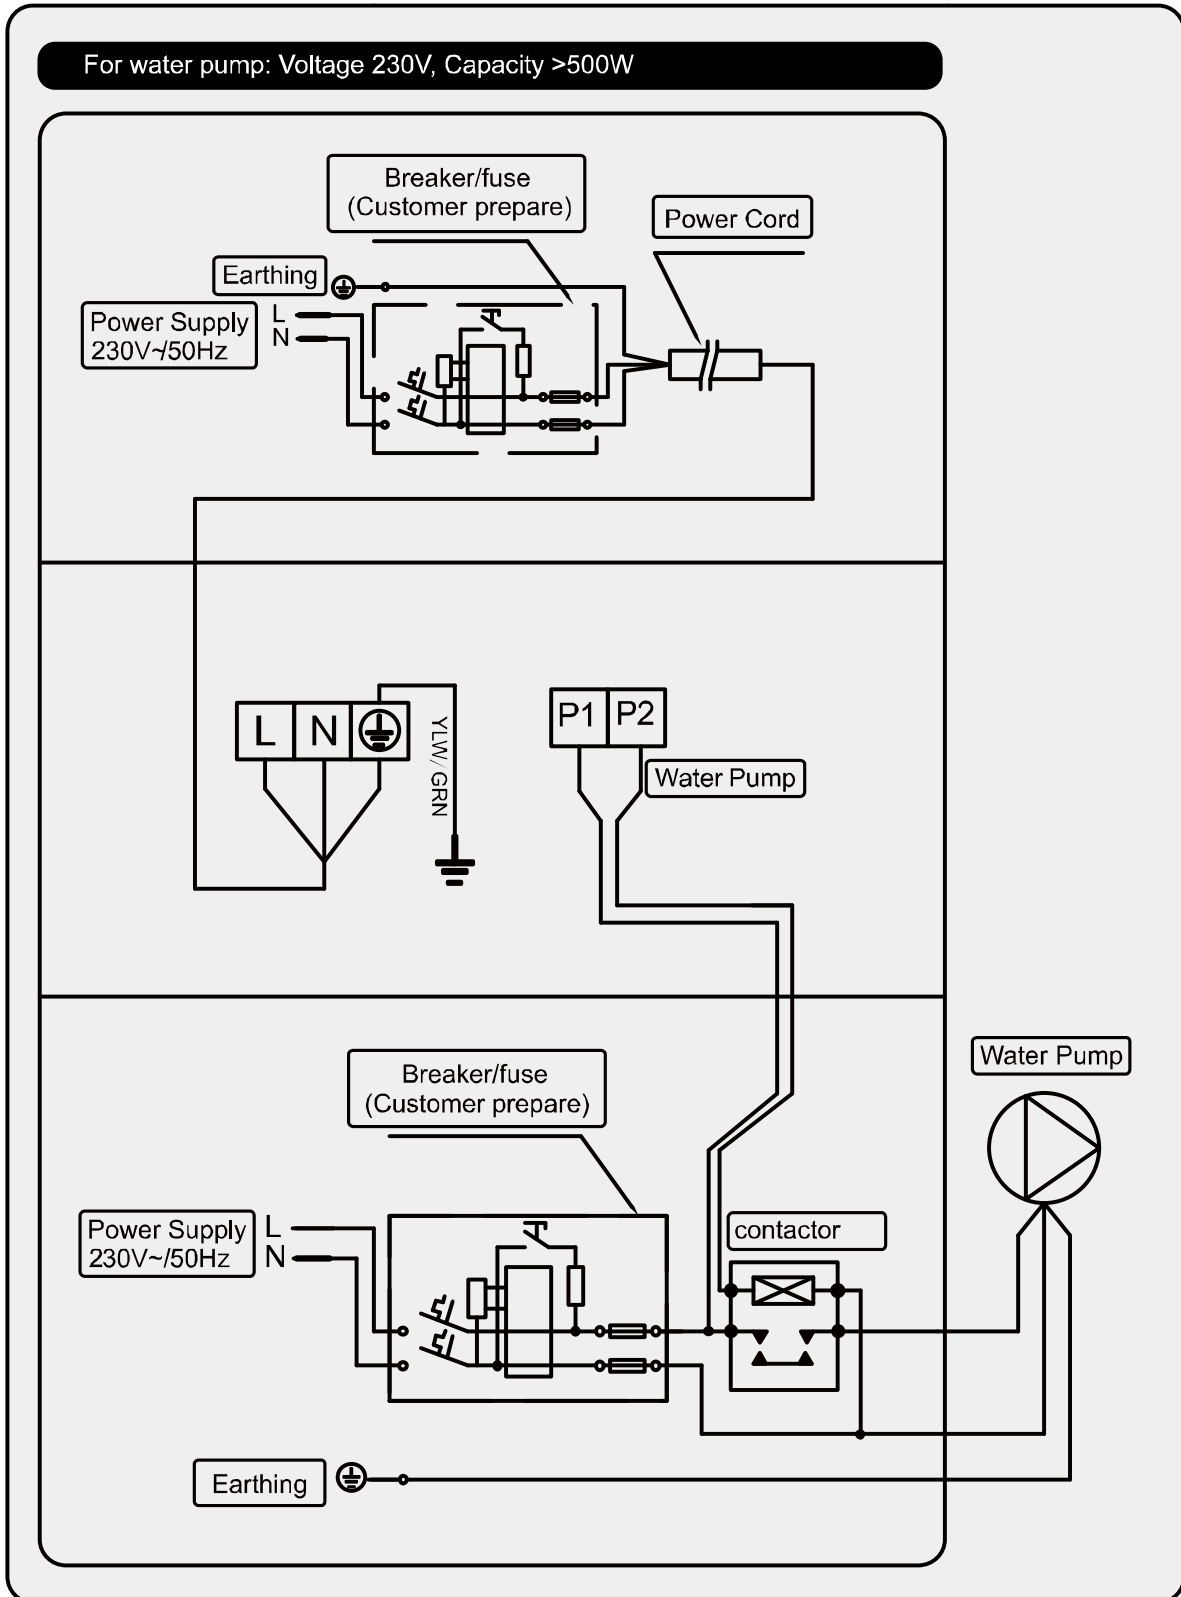 For water pump: Voltage 230V, Capacity >500W
Breaker/fuse
(Customer prepare)
Power Cord
Earthing
Power Supply
230V~/50Hz
L
N
L N
YLW/GRN
P1 P2
Water Pump
Breaker/fuse
(Customer prepare)
Water Pump
Power Supply
230V~/50Hz
L
N
contactor
Earthing